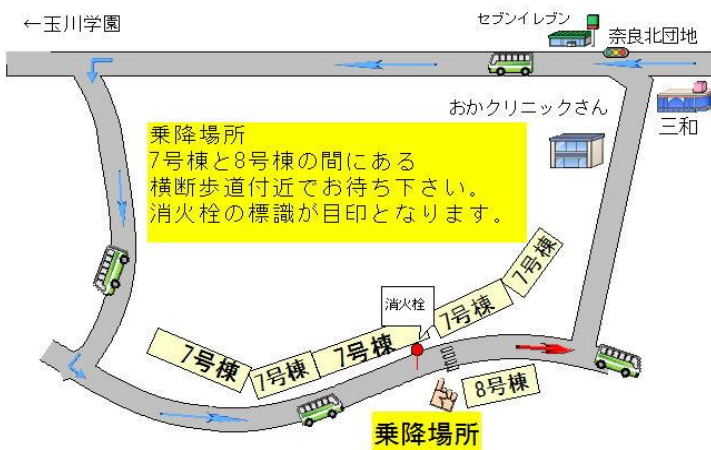 ←玉川学園
セブンイレブン
奈良北団地
おかクリニックさん
三和
乗降場所
7号棟と8号棟の間にある
横断歩道付近でお待ち下さい。
消火栓の標識が目印となります。
7号棟
消火栓
7号棟
7号棟
7号棟
7号棟
8号棟
乗降場所